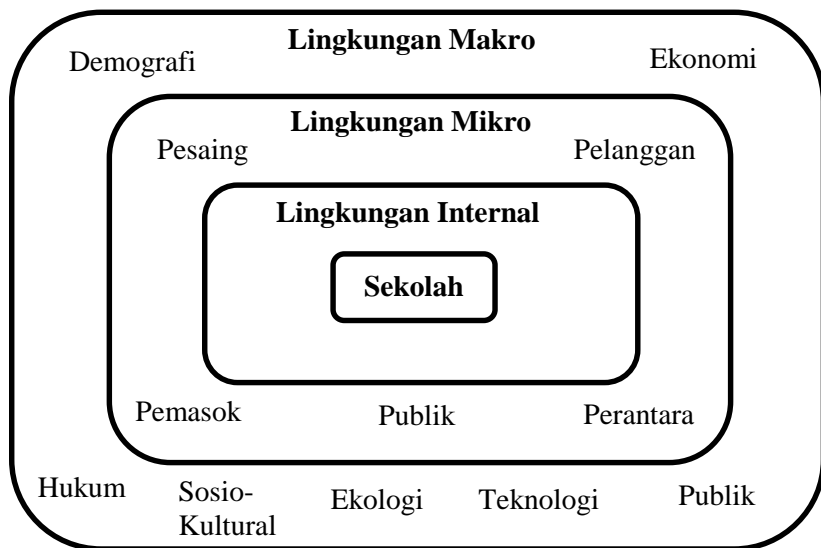 Lingkungan Makro
Demografi
Ekonomi
Lingkungan Mikro
Pesaing
Pelanggan
Lingkungan Internal
Sekolah
Pemasok
Publik
Perantara
Hukum
Sosio-
Kultural
Ekologi
Teknologi
Publik